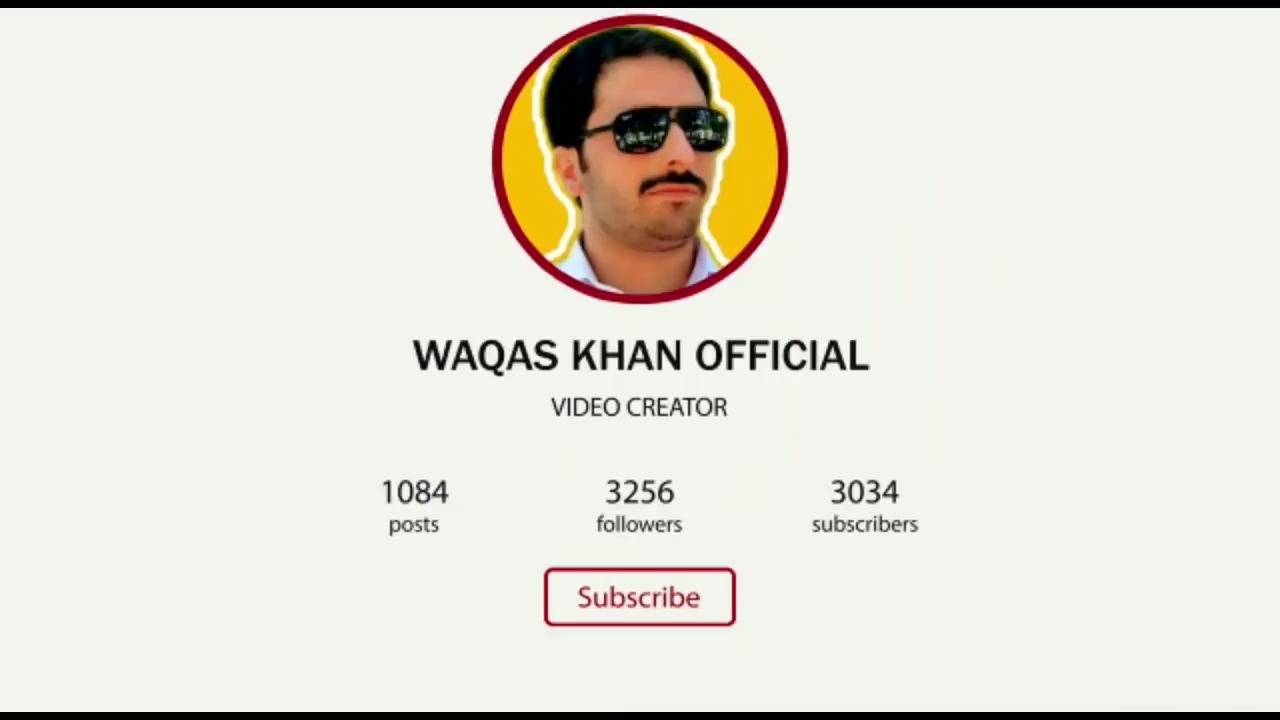 WAQAS KHAN OFFICIAL
VIDEO CREATOR
1084 3256 3034
posts followers subscribers
Subscribe